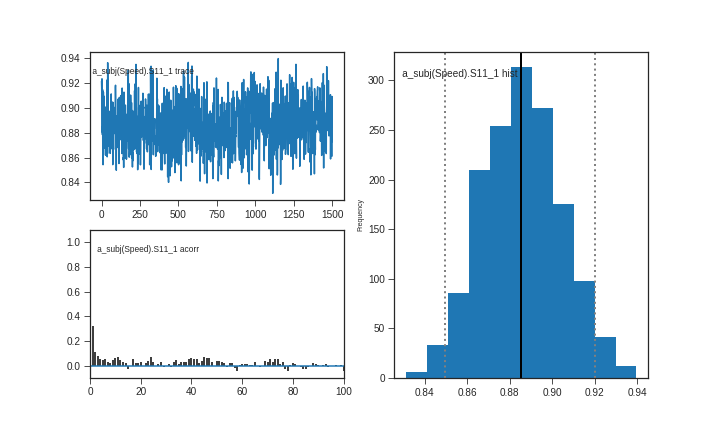 0.94
0.92
0.90
0.88
0.86
0.84
a_subj(Speed).S11_1 trace
0 250 500 750 1000 1250 1500
1.0
0.8
0.6
0.4
0.2
0.0
a_subj(Speed).S11_1 acorr
0 20 40 60 80 100
300
250
200
150
100
50
0
Frequency
a_subj(Speed).S11_1 hist
0.84 0.86 0.88 0.90 0.92 0.94